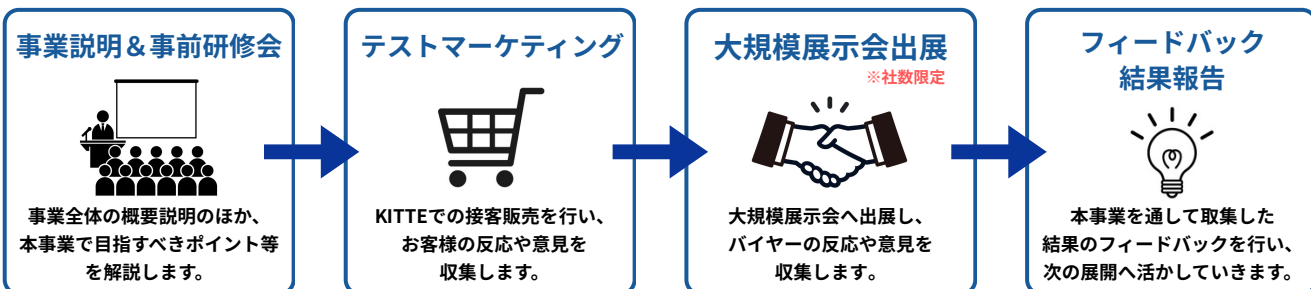 事業説明＆事前研修会
事業全体の概要説明のほか、
本事業で目指すべきポイント等
を解説します。
テストマーケティング
KITTEでの接客販売を行い、
お客様の反応や意見を
収集します。
大規模展示会出展
※社数限定
大規模展示会へ出展し、
バイヤーの反応や意見を
収集します。
フィードバック
結果報告
本事業を通して取集した
結果のフィードバックを行い、
次の展開へ活かしていきます。